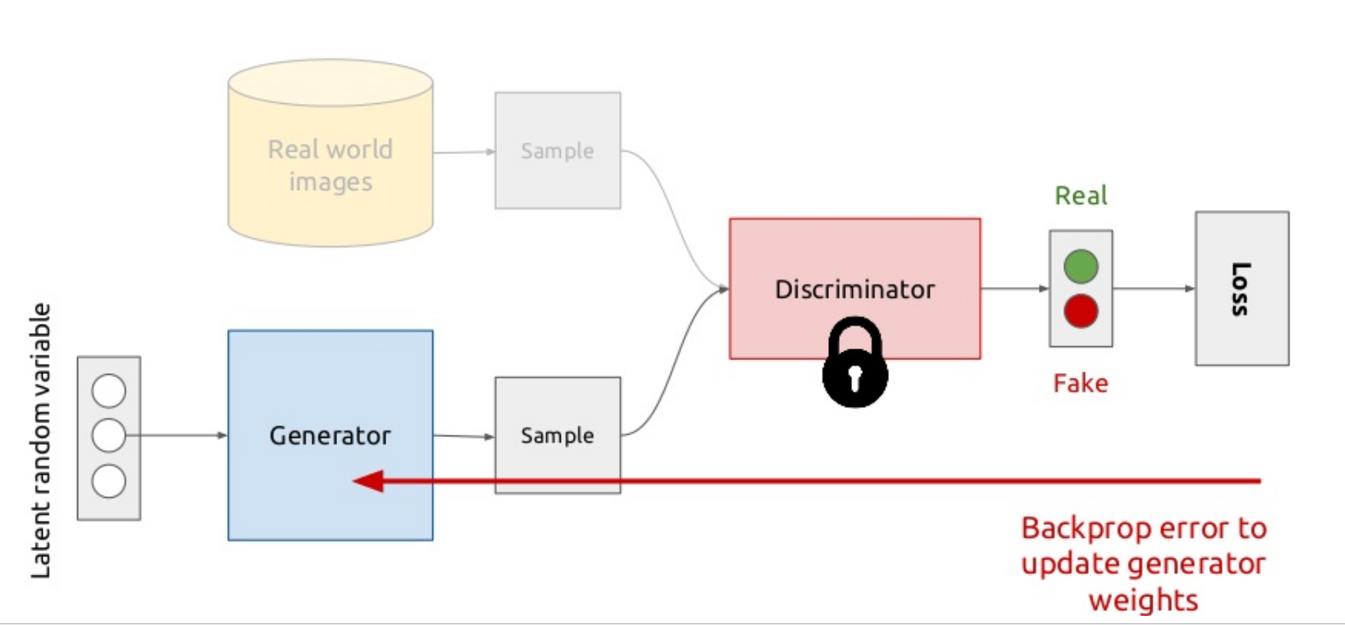 Real world
images
Sample
Real
Discriminator
Loss
Fake
Latent random variable
Generator
Sample
Backprop error to
update generator
weights